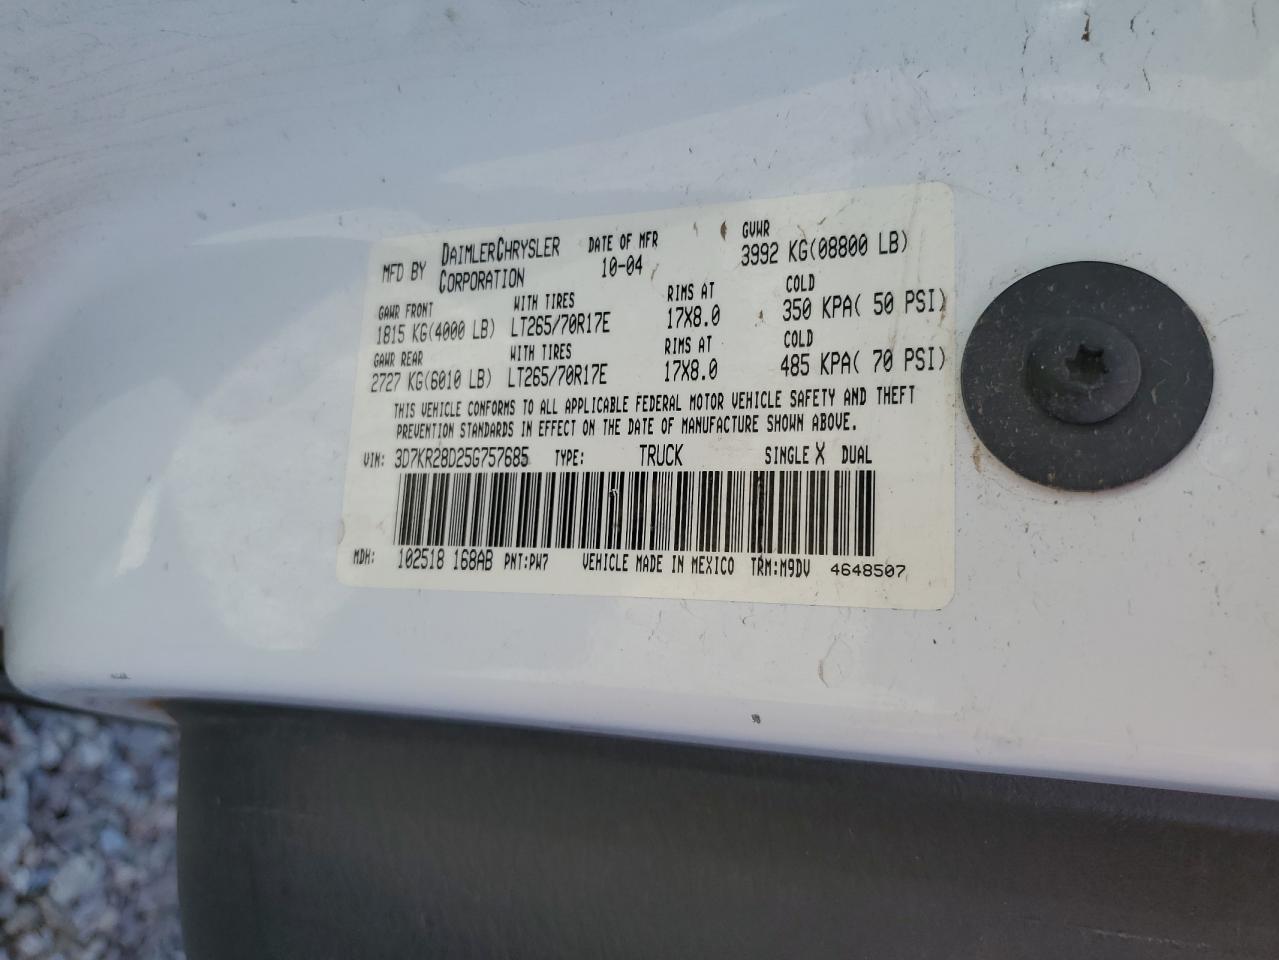 MFD BY DAIMLERCHRYSLER CORPORATION DATE OF MFR 10-04 GVWR 3992 KG(08800 LB)
GAWR FRONT WITH TIRES RIMS AT COLD
1815 KG(4000 LB) LT265/70R17E 17X8.0 350 KPA( 50 PSI)
GAWR REAR WITH TIRES RIMS AT COLD
2727 KG(6010 LB) LT265/70R17E 17X8.0 485 KPA( 70 PSI)
THIS VEHICLE CONFORMS TO ALL APPLICABLE FEDERAL MOTOR VEHICLE SAFETY AND THEFT
PREVENTION STANDARDS IN EFFECT ON THE DATE OF MANUFACTURE SHOWN ABOVE.
VIN: 3D7KR28D25G757685 TYPE: TRUCK SINGLE X DUAL
MDH: 102518 168AB PNT:PW7 VEHICLE MADE IN MEXICO TRM:M9DV 4648507